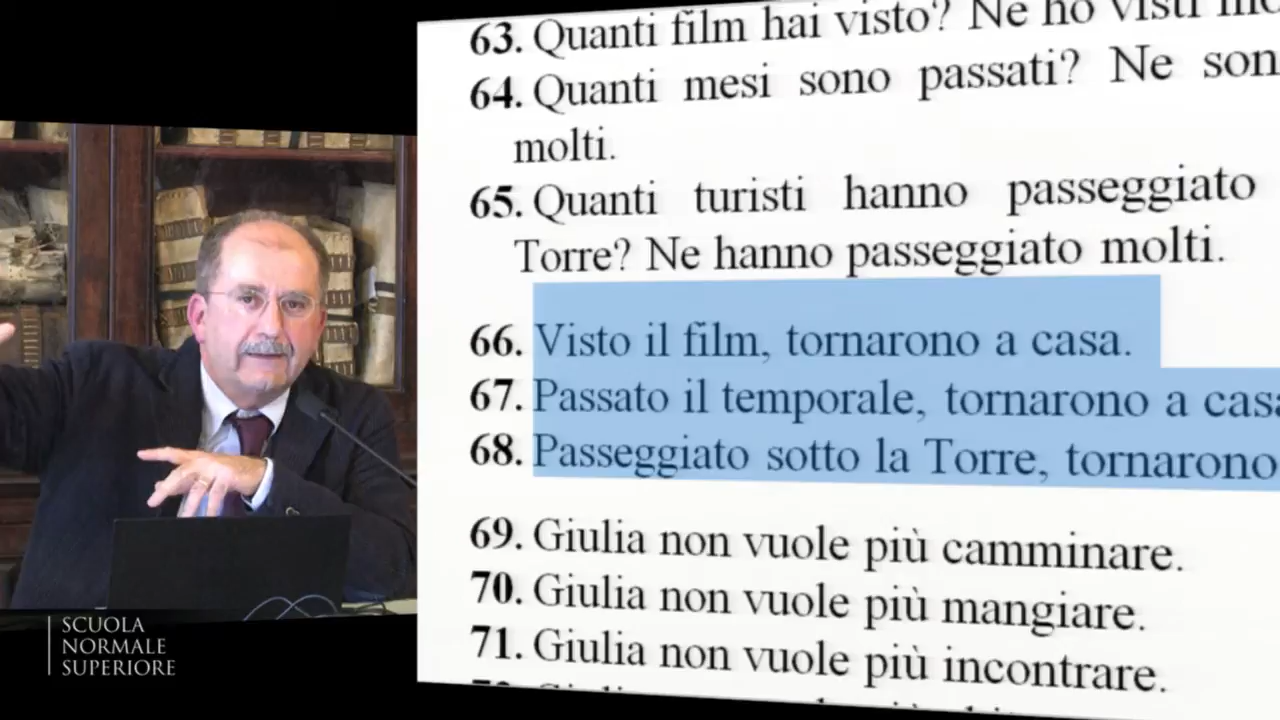 63. Quanti film hai visto? Ne ho visti
64. Quanti mesi sono passati? Ne
molti.
65. Quanti turisti hanno passeggiato
Torre? Ne hanno passeggiato molti.
66. Visto il film, tornarono a casa.
67. Passato il temporale, tornarono a
68. Passeggiato sotto la Torre, tornarono
69. Giulia non vuole più camminare.
70. Giulia non vuole più mangiare.
71. Giulia non vuole più incontrare.
SCUOLA
NORMALE
SUPERIORE